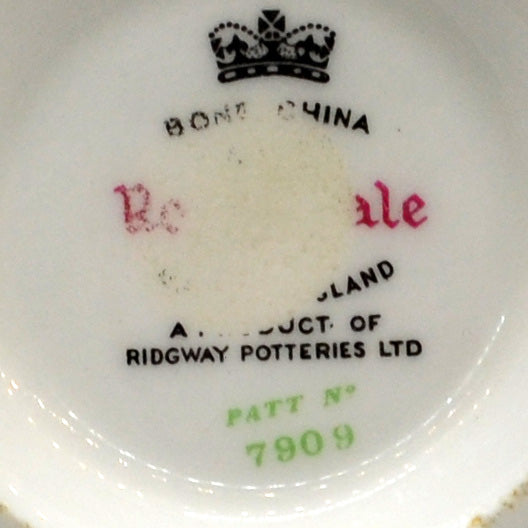 BONE CHINA
A PRODUCT OF
RIDGWAY POTTERIES LTD
PATT Nº
7909